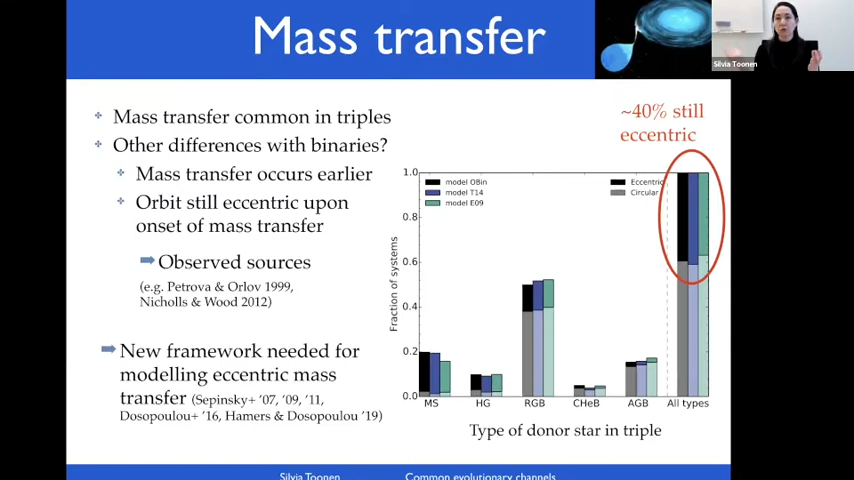 Mass transfer
Silvia Toonen
Mass transfer common in triples
Other differences with binaries?
Mass transfer occurs earlier
Orbit still eccentric upon
onset of mass transfer
Observed sources
(e.g. Petrova & Orlov 1999,
Nicholls & Wood 2012)
New framework needed for
modelling eccentric mass
transfer (Sepinsky+ '07, '09, '11,
Dosopoulou+ '16, Hamers & Dosopoulou '19)
~40% still
eccentric
model OBin
model T14
model E09
Eccentric
Circular
Fraction of systems
1.0
0.8
0.6
0.4
0.2
0.0
MS HG RGB CHeB AGB All types
Type of donor star in triple
Silvia Toonen Common evolutionary channels